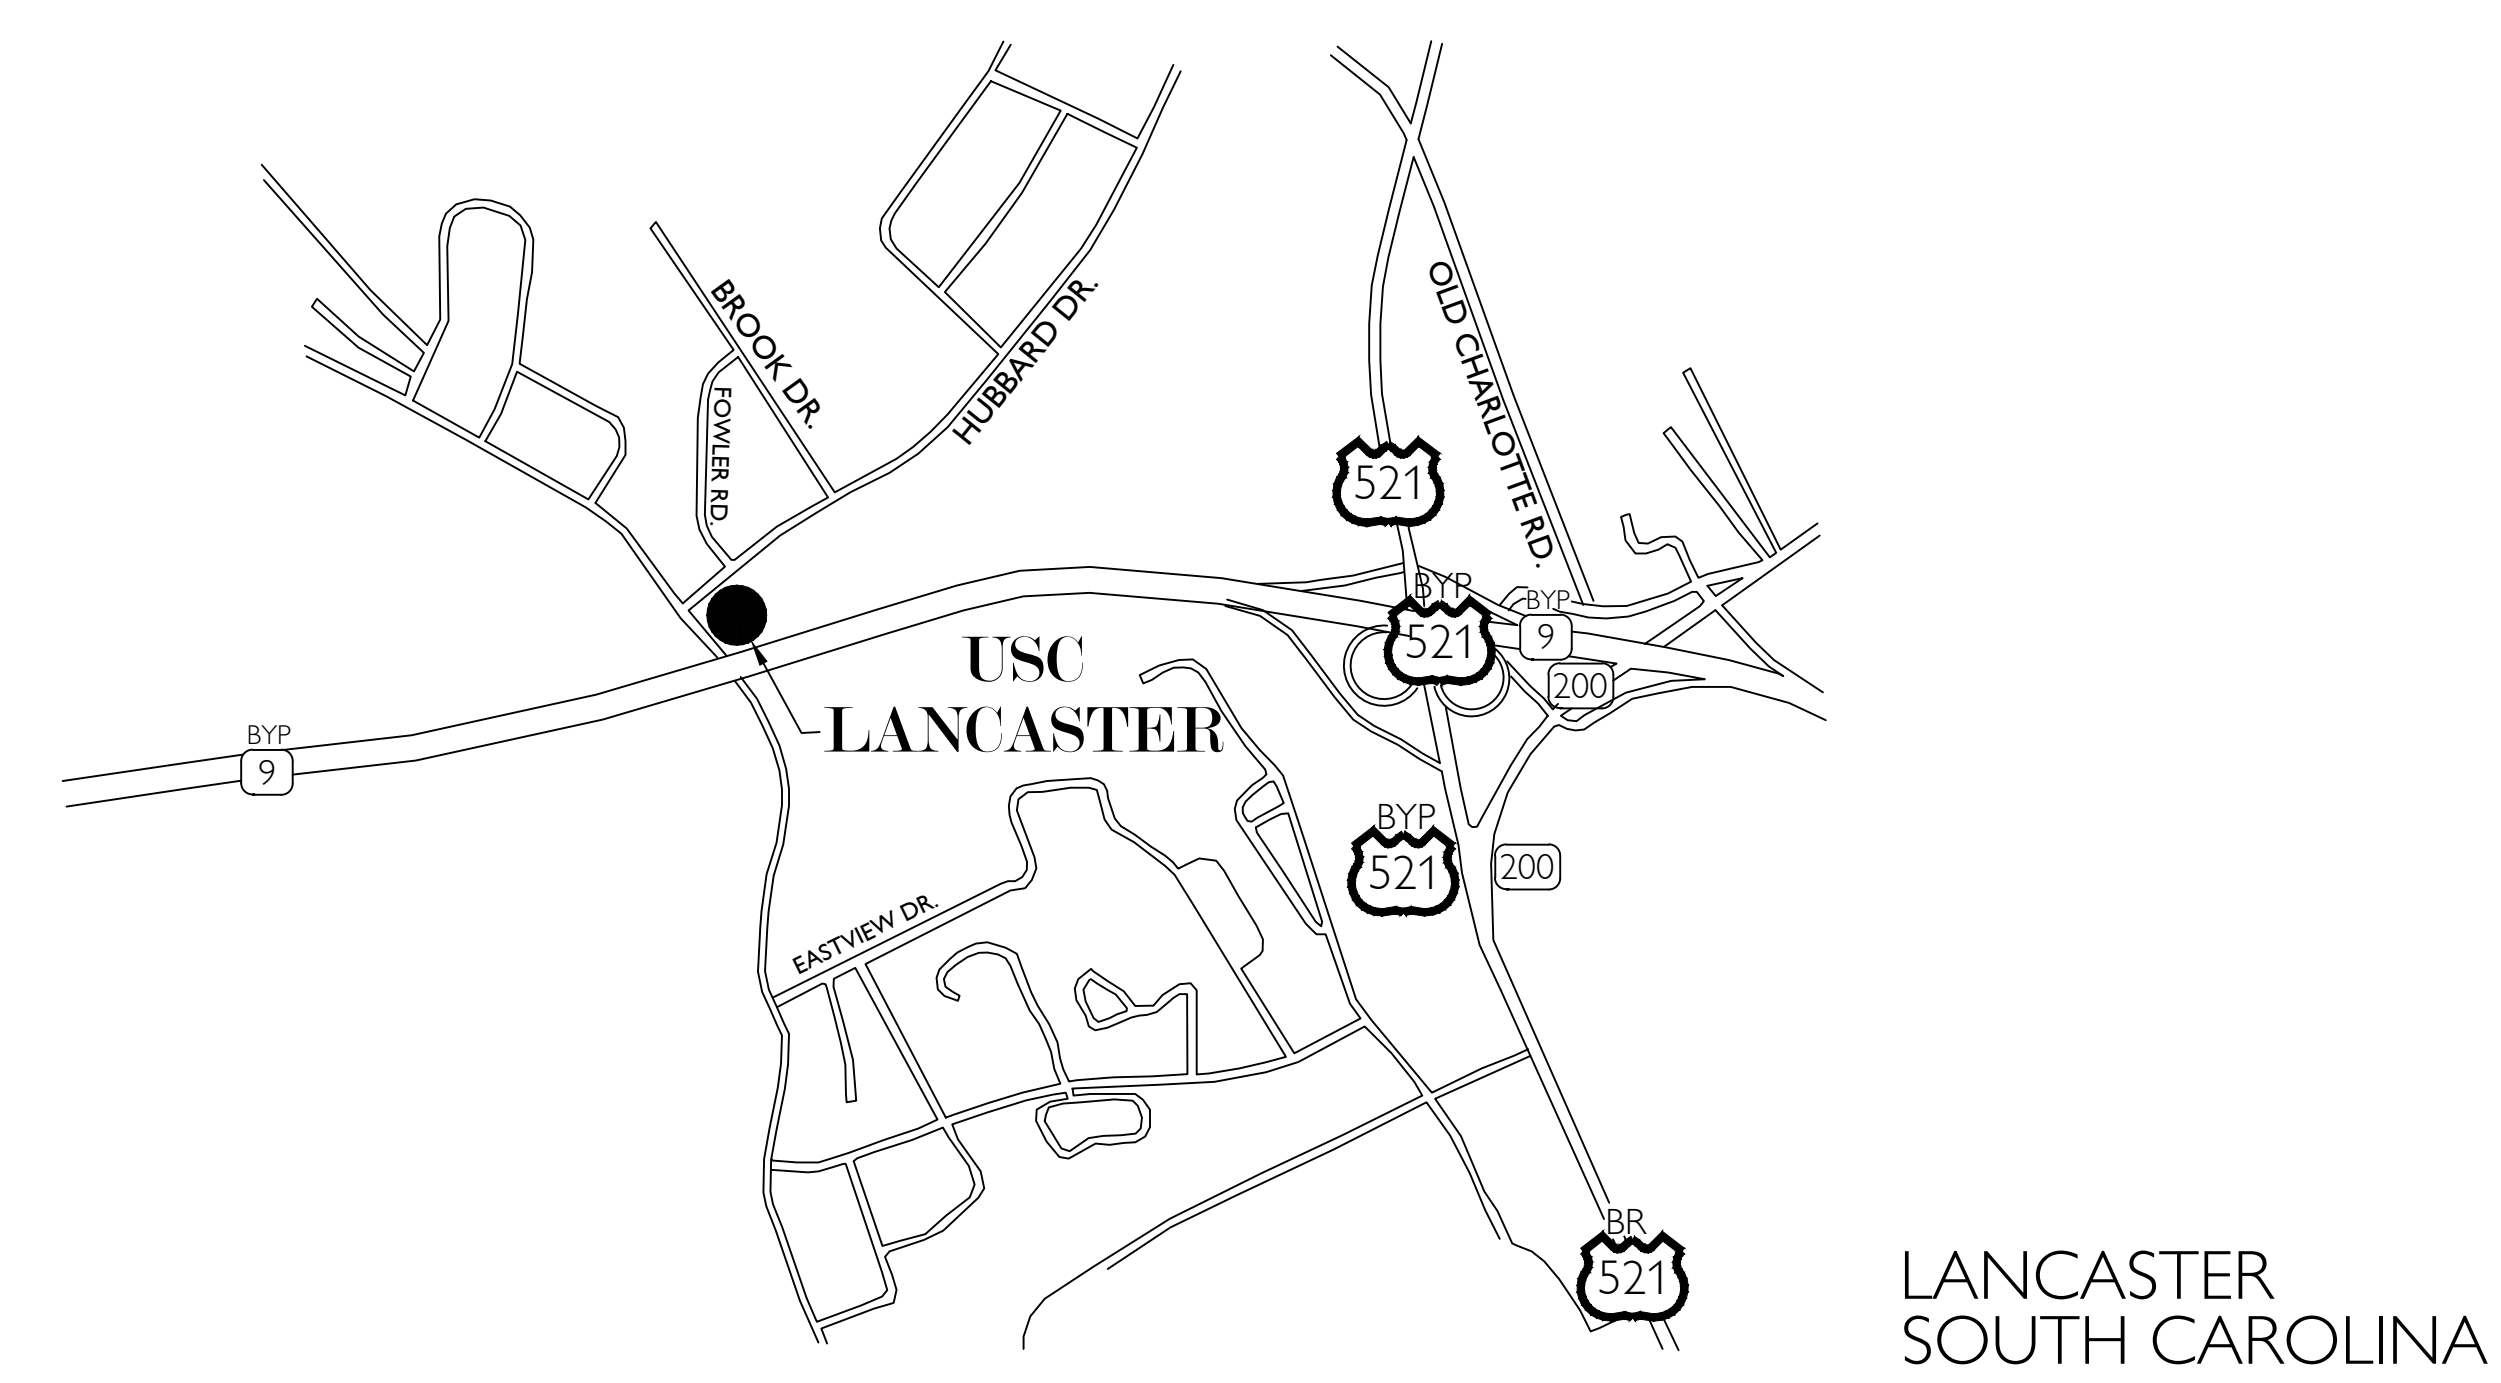 BROOK DR.
FOWLER RD.
HUBBARD DR.
OLD CHARLOTTE RD.
521
BYP
521
BYP
9
200
USC
LANCASTER
BYP
9
BYP
521
200
EASTVIEW DR.
BR
521
LANCASTER
SOUTH CAROLINA